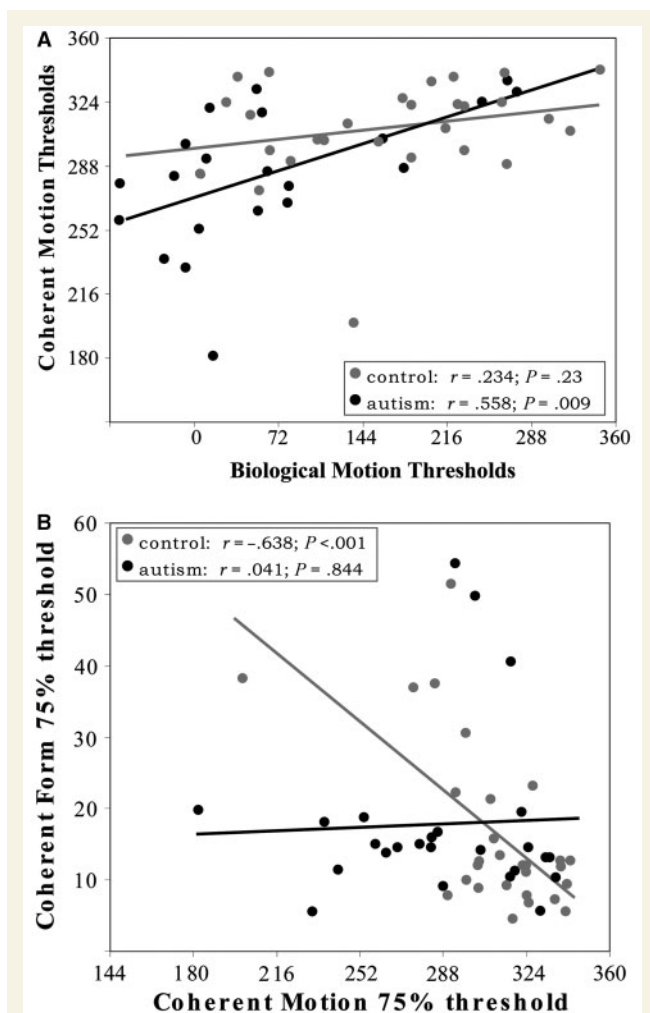 A
360
324
288
252
216
180
Coherent Motion Thresholds
control: r = .234; P = .23
autism: r = .558; P = .009
0 72 144 216 288 360
Biological Motion Thresholds
B
60
50
40
30
20
10
Coherent Form 75% threshold
control: r=-.638; P<.001
autism: r = .041; P = .844
144 180 216 252 288 324 360
Coherent Motion 75% threshold